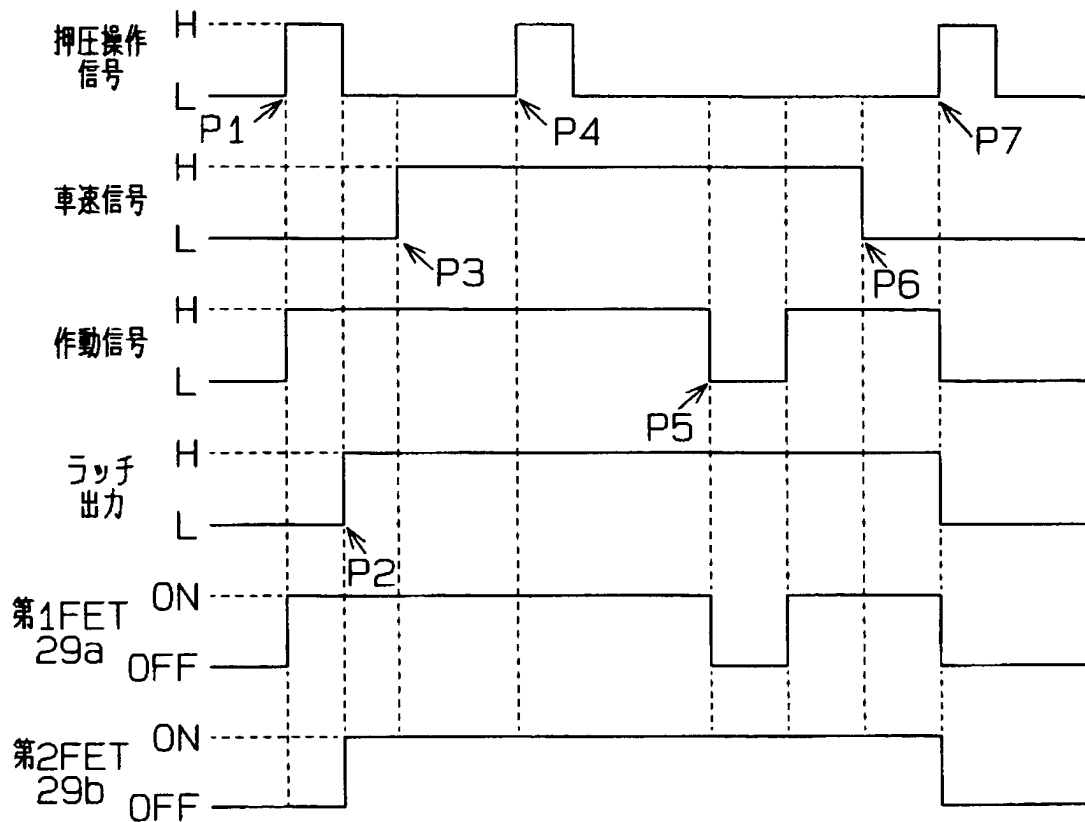 H
押圧操作
信号
L
P1
P4
P7
H
車速信号
L
P3
P6
H
作動信号
L
P5
H
ラッチ
出力
L
P2
ON
第1FET
29a
OFF
ON
第2FET
29b
OFF